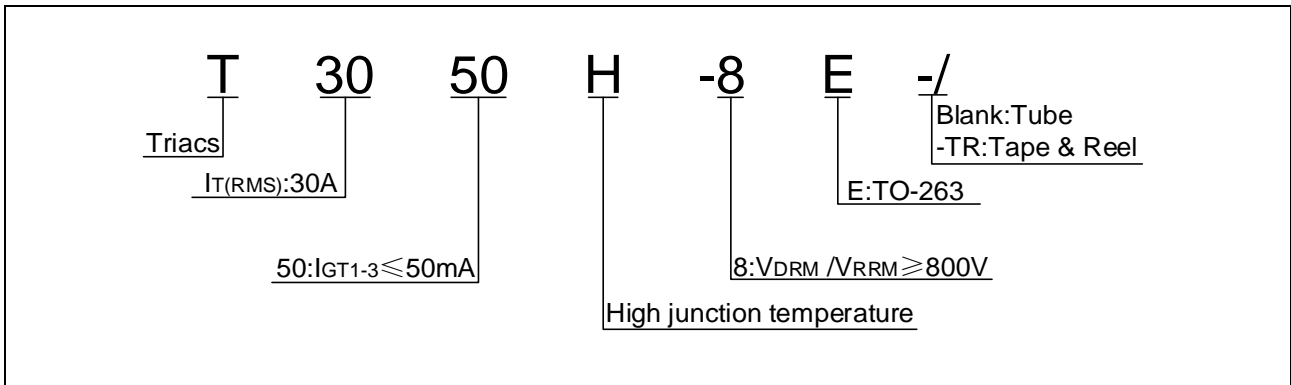 T 30 50 H -8 E -/
Blank:Tube
Triacs
-TR:Tape & Reel
IT(RMS):30A
E:TO-263
50:IGT1-3≤50mA
8:VDRM /VRRM≥800V
High junction temperature